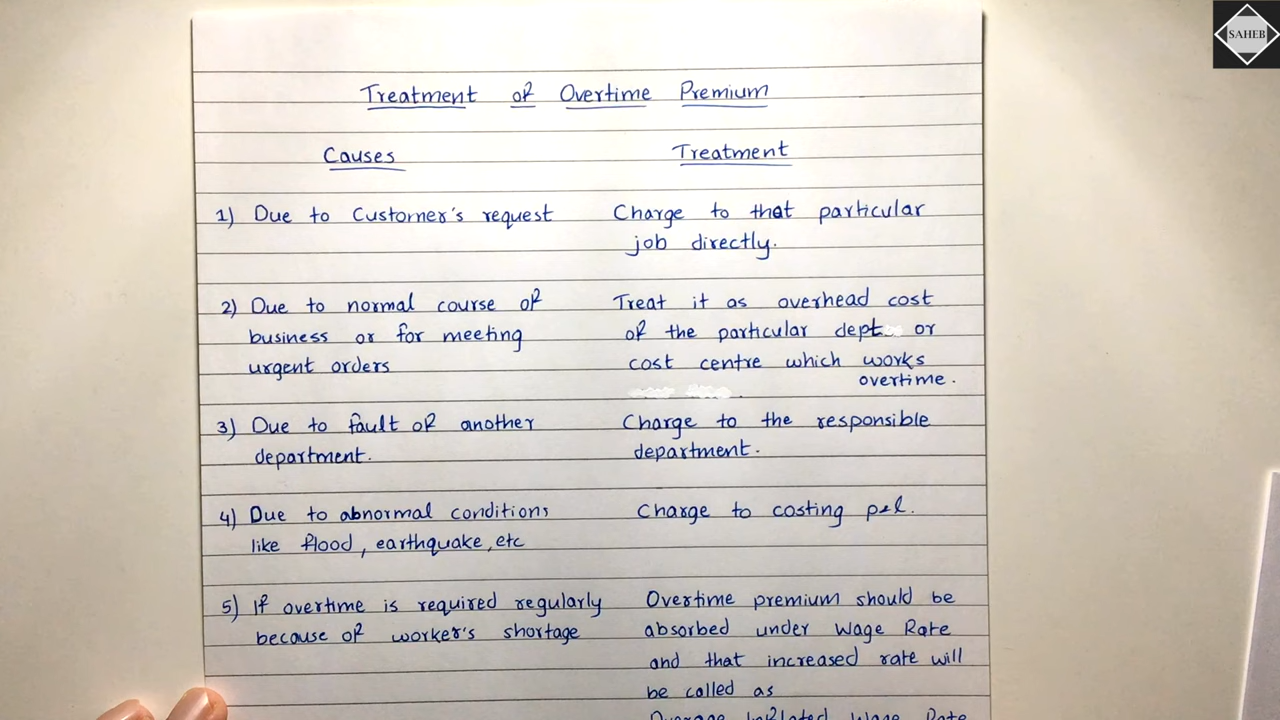 SAHEB
Treatment of Overtime Premium
Causes
Treatment
1) Due to Customer's request
Charge to that particular
job directly.
2) Due to normal course of
business or for meeting
urgent orders
Treat it as overhead cost
of the particular dept or
cost centre which works
overtime.
3) Due to fault of another
department.
Charge to the responsible
department.
4) Due to abnormal conditions
like flood, earthquake, etc
Charge to costing p&l.
5) If overtime is required regularly
because of worker's shortage
Overtime premium should be
absorbed under Wage Rate
and that increased rate will
be called as
Average Inflated Wage Rate